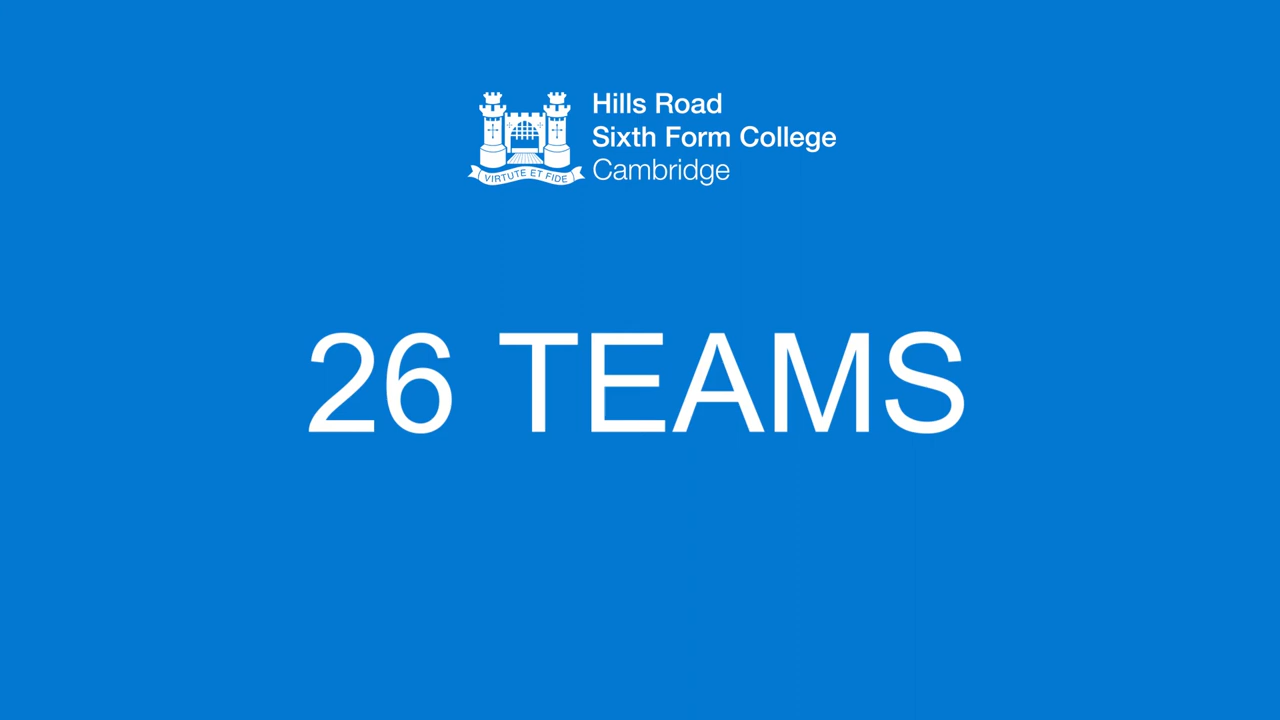 Hills Road
Sixth Form College
Cambridge
VIRTUTE ET FIDE
26 TEAMS